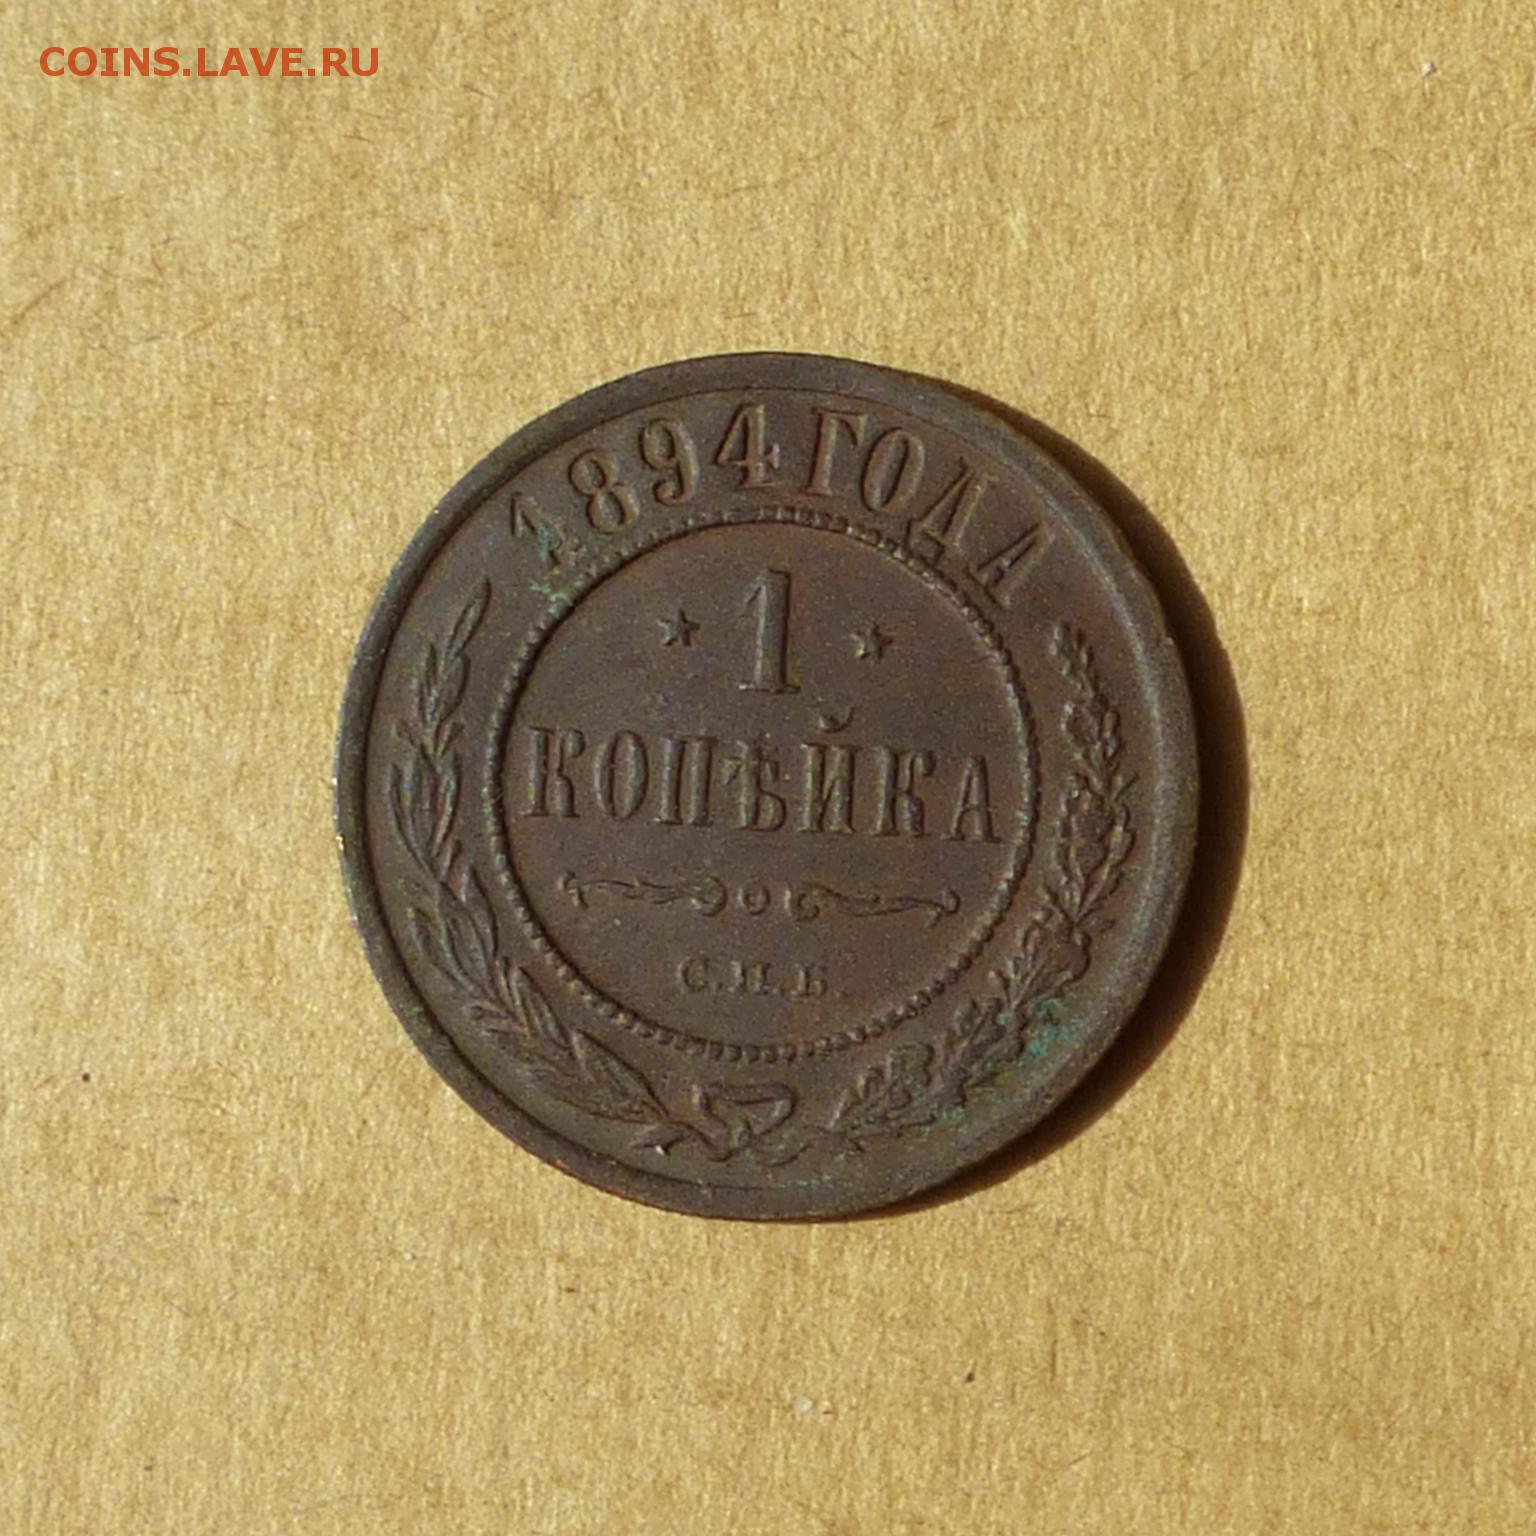 COINS.LAVE.RU
1894 ГОДА
1
КОПѢЙКА
С.П.Б.